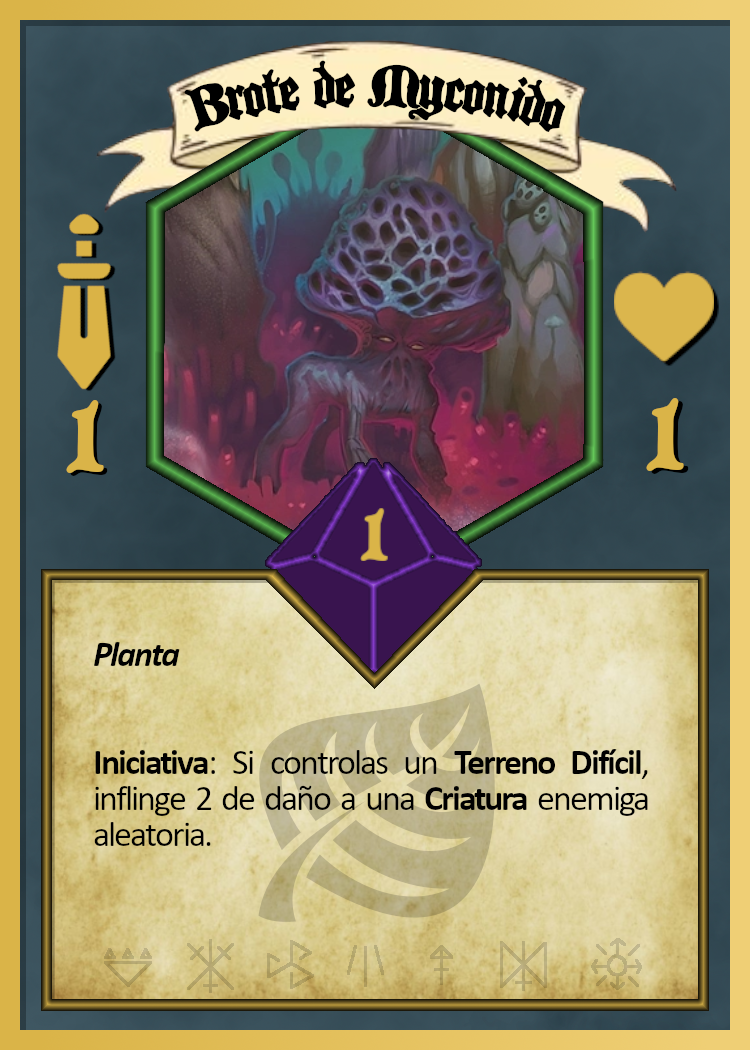 Brote de Myconido
1
1
1
Planta
Iniciativa: Si controlas un Terreno Difícil,
inflinge 2 de daño a una Criatura enemiga
aleatoria.